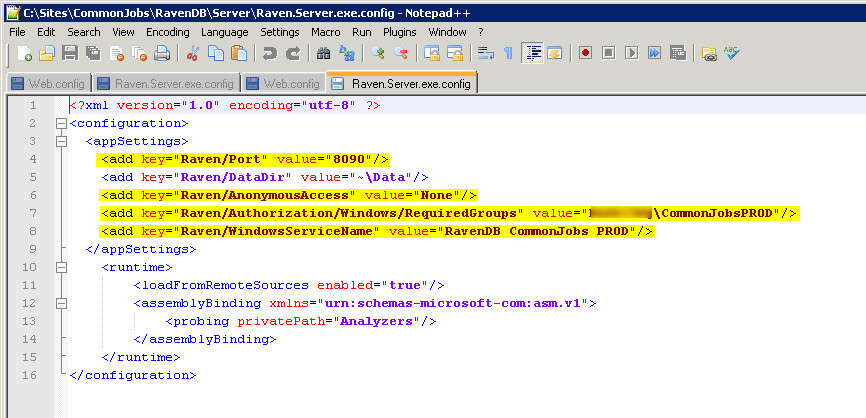 C:\Sites\CommonJobs\RavenDB\Server\Raven.Server.exe.config - Notepad++
File Edit Search View Encoding Language Settings Macro Run Plugins Window ?
Web.config Raven.Server.exe.config Web.config Raven.Server.exe.config
1 <?xml version="1.0" encoding="utf-8" ?>
2 <configuration>
3 <appSettings>
4 <add key="Raven/Port" value="8090"/>
5 <add key="Raven/DataDir" value="~\Data"/>
6 <add key="Raven/AnonymousAccess" value="None"/>
7 <add key="Raven/Authorization/Windows/RequiredGroups" value="\CommonJobsPROD"/>
8 <add key="Raven/WindowsServiceName" value="RavenDB CommonJobs PROD"/>
9 </appSettings>
10 <runtime>
11 <loadFromRemoteSources enabled="true"/>
12 <assemblyBinding xmlns="urn:schemas-microsoft-com:asm.v1">
13 <probing privatePath="Analyzers"/>
14 </assemblyBinding>
15 </runtime>
16 </configuration>